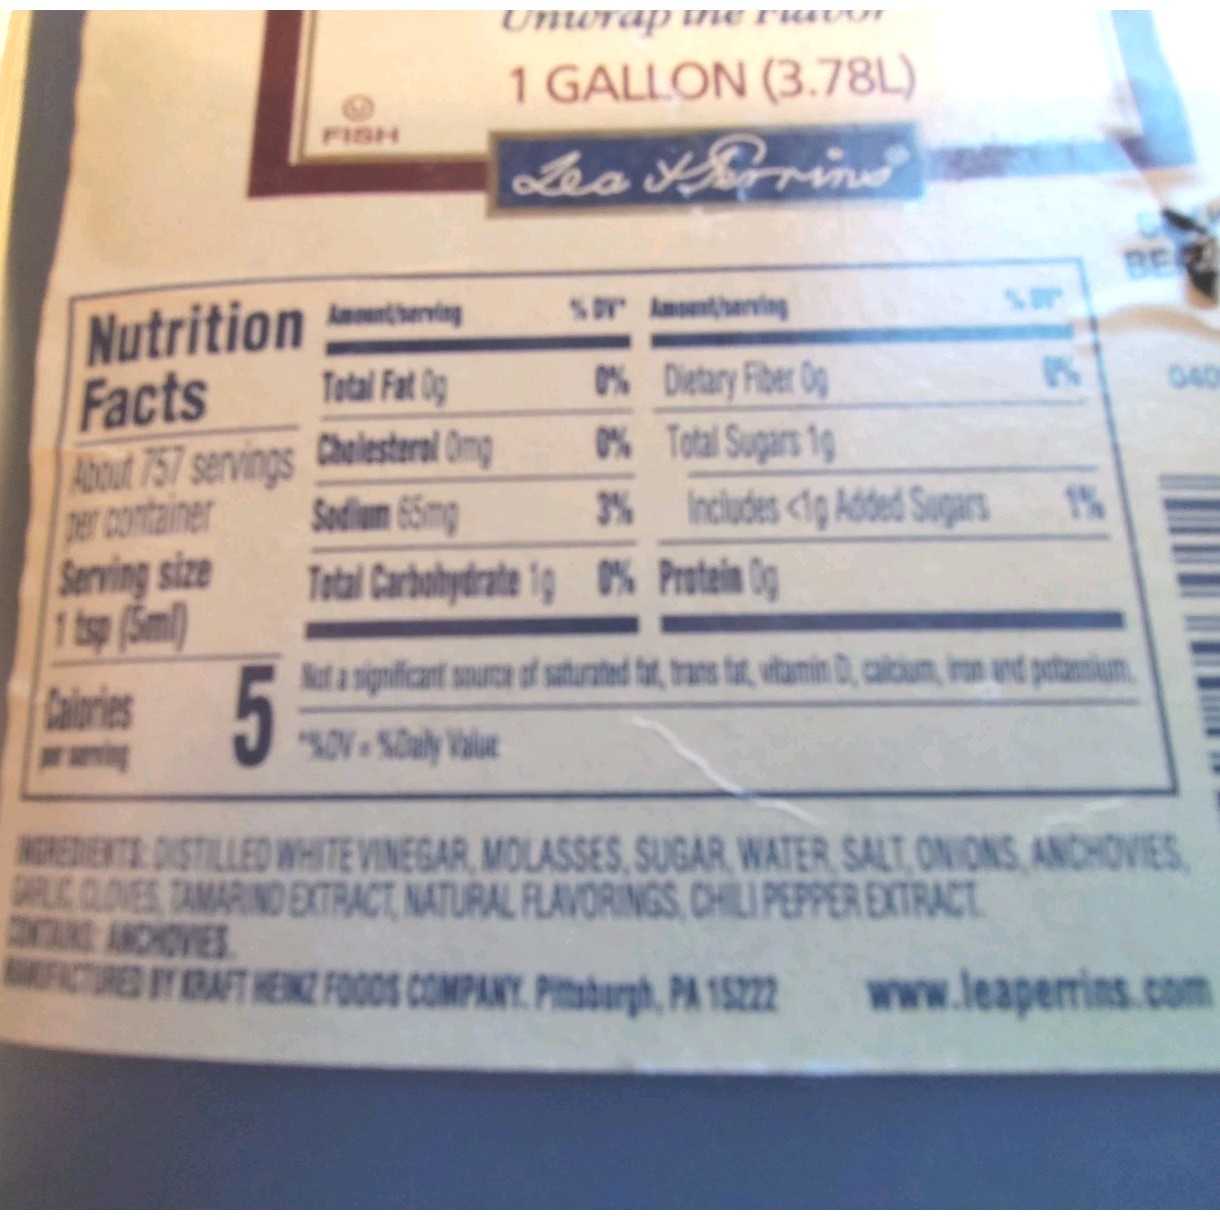 Unwrap the Flavor
1 GALLON (3.78L)
FISH
Lea & Perrins®
Nutrition
Facts
About 757 servings
per container
Serving size
1 tsp (5ml)
Calories 5
per serving
Amount/serving % DV* Amount/serving % DV*
Total Fat 0g 0% Dietary Fiber 0g 0%
Cholesterol 0mg 0% Total Sugars 1g
Sodium 65mg 3% Includes <1g Added Sugars 1%
Total Carbohydrate 1g 0% Protein 0g
Not a significant source of saturated fat, trans fat, vitamin D, calcium, iron and potassium.
*%DV = %Daily Value
INGREDIENTS: DISTILLED WHITE VINEGAR, MOLASSES, SUGAR, WATER, SALT, ONIONS, ANCHOVIES,
GARLIC, CLOVES, TAMARIND EXTRACT, NATURAL FLAVORINGS, CHILI PEPPER EXTRACT.
CONTAINS: ANCHOVIES.
MANUFACTURED BY KRAFT HEINZ FOODS COMPANY. Pittsburgh, PA 15222 www.leaperrins.com
040